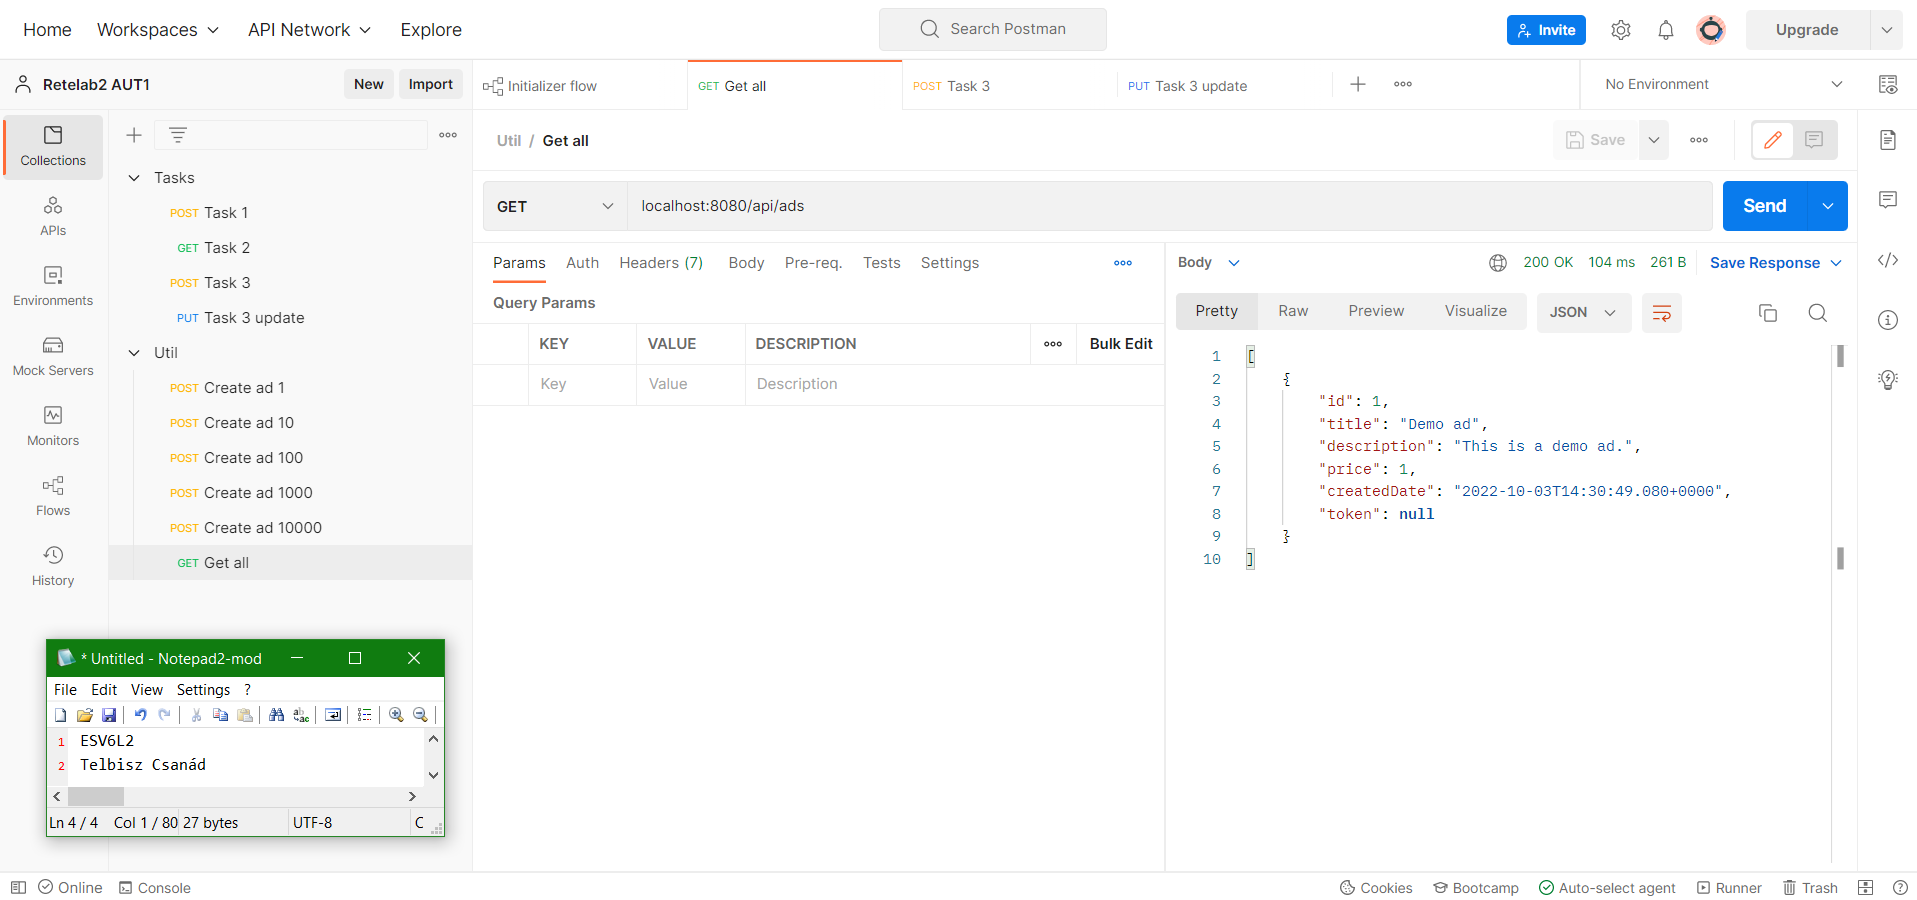 Home Workspaces API Network Explore Search Postman Invite Upgrade
Retelab2 AUT1 New Import Initializer flow GET Get all POST Task 3 PUT Task 3 update No Environment
Collections
APIs
Environments
Mock Servers
Monitors
Flows
History
Tasks
POST Task 1
GET Task 2
POST Task 3
PUT Task 3 update
Util
POST Create ad 1
POST Create ad 10
POST Create ad 100
POST Create ad 1000
POST Create ad 10000
GET Get all
Util / Get all Save
GET localhost:8080/api/ads Send
Params Auth Headers (7) Body Pre-req. Tests Settings
Query Params
KEY VALUE DESCRIPTION Bulk Edit
Key Value Description
Body 200 OK 104 ms 261 B Save Response
Pretty Raw Preview Visualize JSON
1 [
2 {
3 "id": 1,
4 "title": "Demo ad",
5 "description": "This is a demo ad.",
6 "price": 1,
7 "createdDate": "2022-10-03T14:30:49.080+0000",
8 "token": null
9 }
10 ]
* Untitled - Notepad2-mod
File Edit View Settings ?
1 ESV6L2
2 Telbisz Csanád
Ln 4 / 4 Col 1 / 80 27 bytes UTF-8 C
Online Console Cookies Bootcamp Auto-select agent Runner Trash